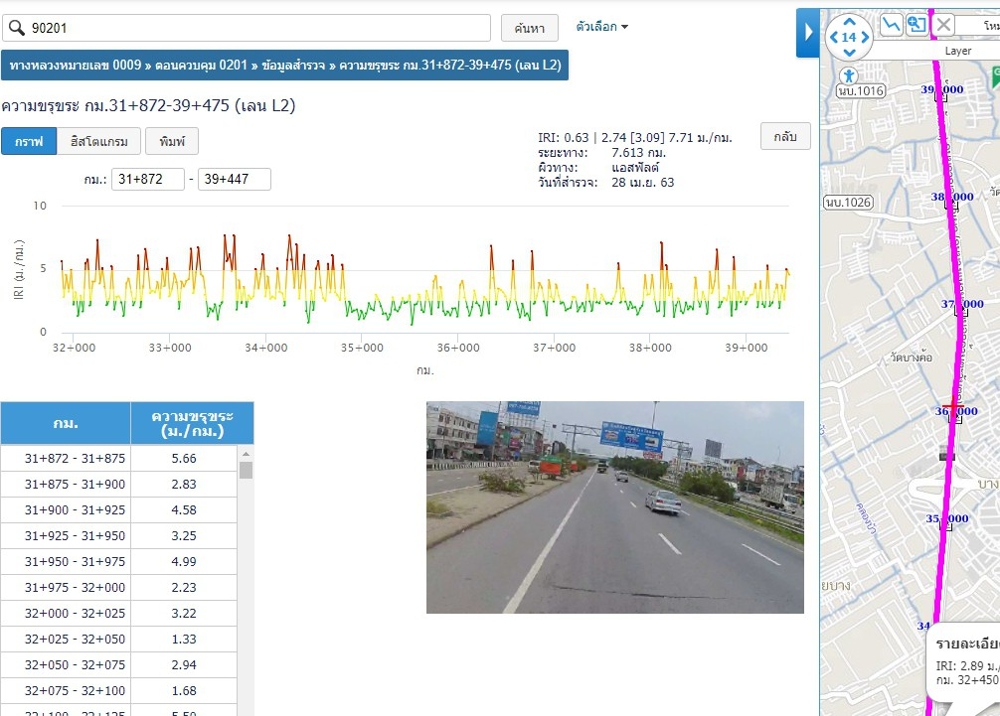 90201
ค้นหา
ตัวเลือก
ทางหลวงหมายเลข 0009 » ตอนควบคุม 0201 » ข้อมูลสำรวจ » ความขรุขระ กม.31+872-39+475 (เลน L2)
ความขรุขระ กม.31+872-39+475 (เลน L2)
กราฟ
ฮิสโตแกรม
พิมพ์
IRI: 0.63 | 2.74 [3.09] 7.71 ม./กม.
ระยะทาง: 7.613 กม.
ผิวทาง: แอสฟัลต์
วันที่สำรวจ: 28 เม.ย. 63
กลับ
กม.: 31+872 - 39+447
IRI (ม./กม.)
10
5
0
32+000 33+000 34+000 35+000 36+000 37+000 38+000 39+000
กม.
กม. ความขรุขระ (ม./กม.)
31+872 - 31+875 5.66
31+875 - 31+900 2.83
31+900 - 31+925 4.58
31+925 - 31+950 3.25
31+950 - 31+975 4.99
31+975 - 32+000 2.23
32+000 - 32+025 3.22
32+025 - 32+050 1.33
32+050 - 32+075 2.94
32+075 - 32+100 1.68
32+100 - 32+125 5.50
14
โหม
Layer
นบ.1016
39+000
นบ.1026
38+000
วัด
37+000
วัดบางค้อ
36+000
บาง
คลองบัว
35+000
ยบาง
34
รายละเอีย
IRI: 2.89 ม./
กม. 32+450